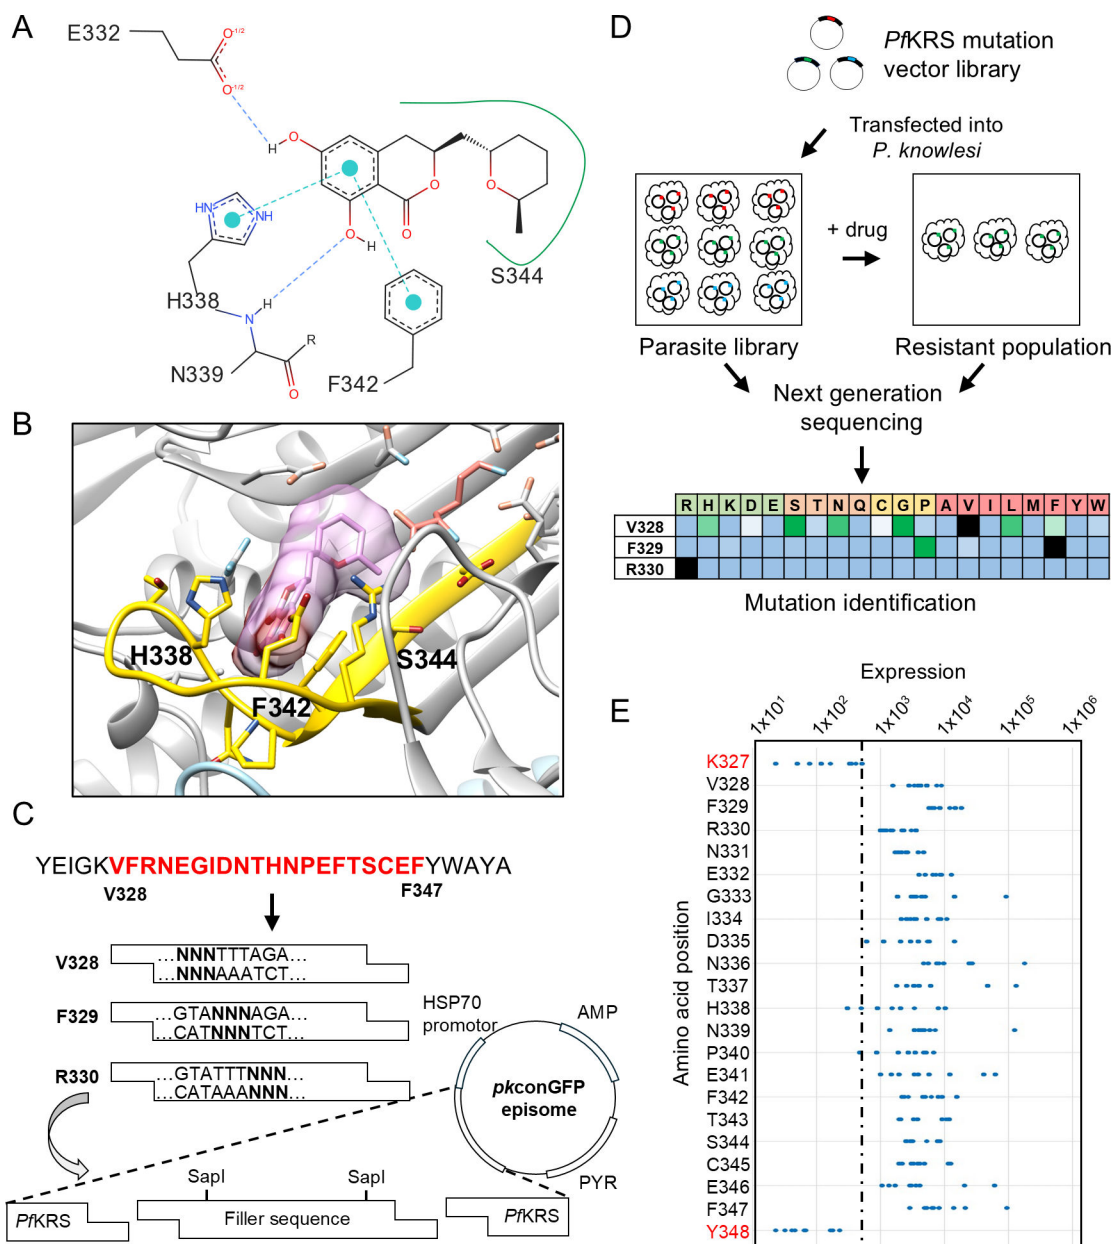 A
E332
O-1/2
O-1/2
H
O
O
O
O
O
H
HN
NH
H338
N
H
R
O
N339
F342
S344
B
H338
F342
S344
C
YEIGKVFRNEGIDNTHNPEFTSCEFYWAYA
V328
F347
V328
...NNNTTTAGA...
...NNNAAATCT...
F329
...GTANNNAGA...
...CATNNNTCT...
R330
...GTATTTNNN...
...CATAAANNN...
HSP70
promotor
AMP
pkconGFP
episome
PYR
SapI
SapI
PfKRS
Filler sequence
PfKRS
D
PfKRS mutation
vector library
Transfected into
P. knowlesi
+ drug
Parasite library
Resistant population
Next generation
sequencing
R H K D E S T N Q C G P A V I L M F Y W
V328
F329
R330
Mutation identification
E
Expression
1x10¹ 1x10² 1x10³ 1x10⁴ 1x10⁵ 1x10⁶
Amino acid position
K327
V328
F329
R330
N331
E332
G333
I334
D335
N336
T337
H338
N339
P340
E341
F342
T343
S344
C345
E346
F347
Y348